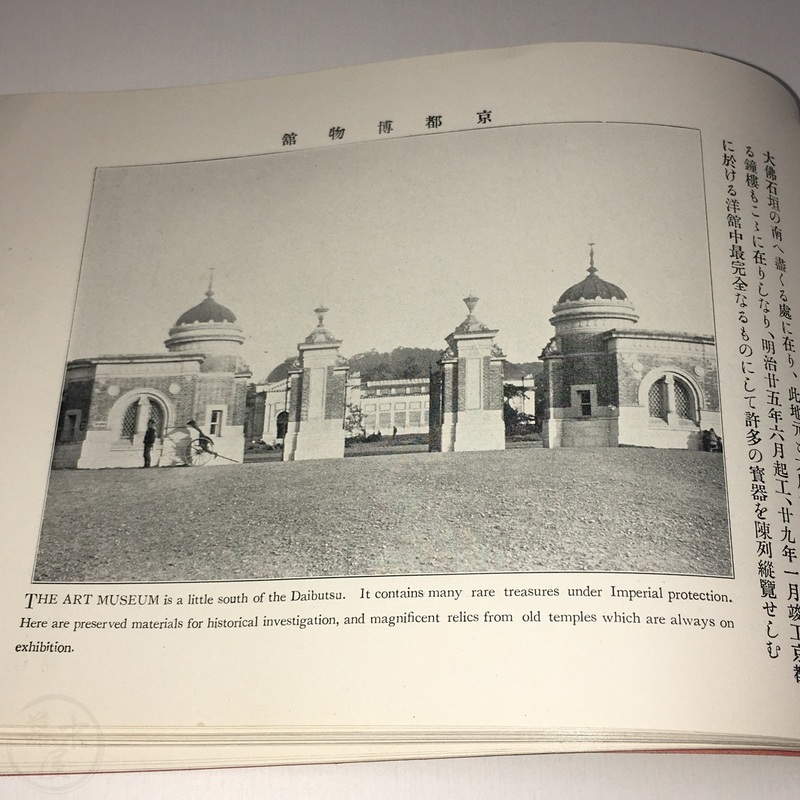 京都博物舘
大佛石垣の南へ盡くる處に在り、此地元と
る鐘樓もこゝに在りしなり、明治廿五年六月起工、廿九年一月竣工京都
に於ける洋舘中最完全なるものにして許多の寳器を陳列縱覽せしむ
THE ART MUSEUM is a little south of the Daibutsu. It contains many rare treasures under Imperial protection.
Here are preserved materials for historical investigation, and magnificent relics from old temples which are always on
exhibition.